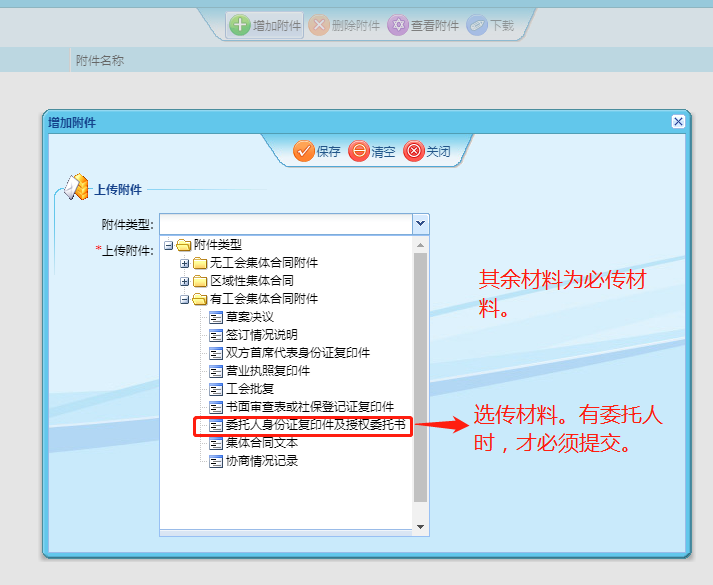 增加附件 删除附件 查看附件 下载
附件名称
增加附件
保存 清空 关闭
上传附件
附件类型:
*上传附件:
附件类型
无工会集体合同附件
区域性集体合同
有工会集体合同附件
草案决议
签订情况说明
双方首席代表身份证复印件
营业执照复印件
工会批复
书面审查表或社保登记证复印件
委托人身份证复印件及授权委托书
集体合同文本
协商情况记录
其余材料为必传材
料。
选传材料。有委托人
时，才必须提交。